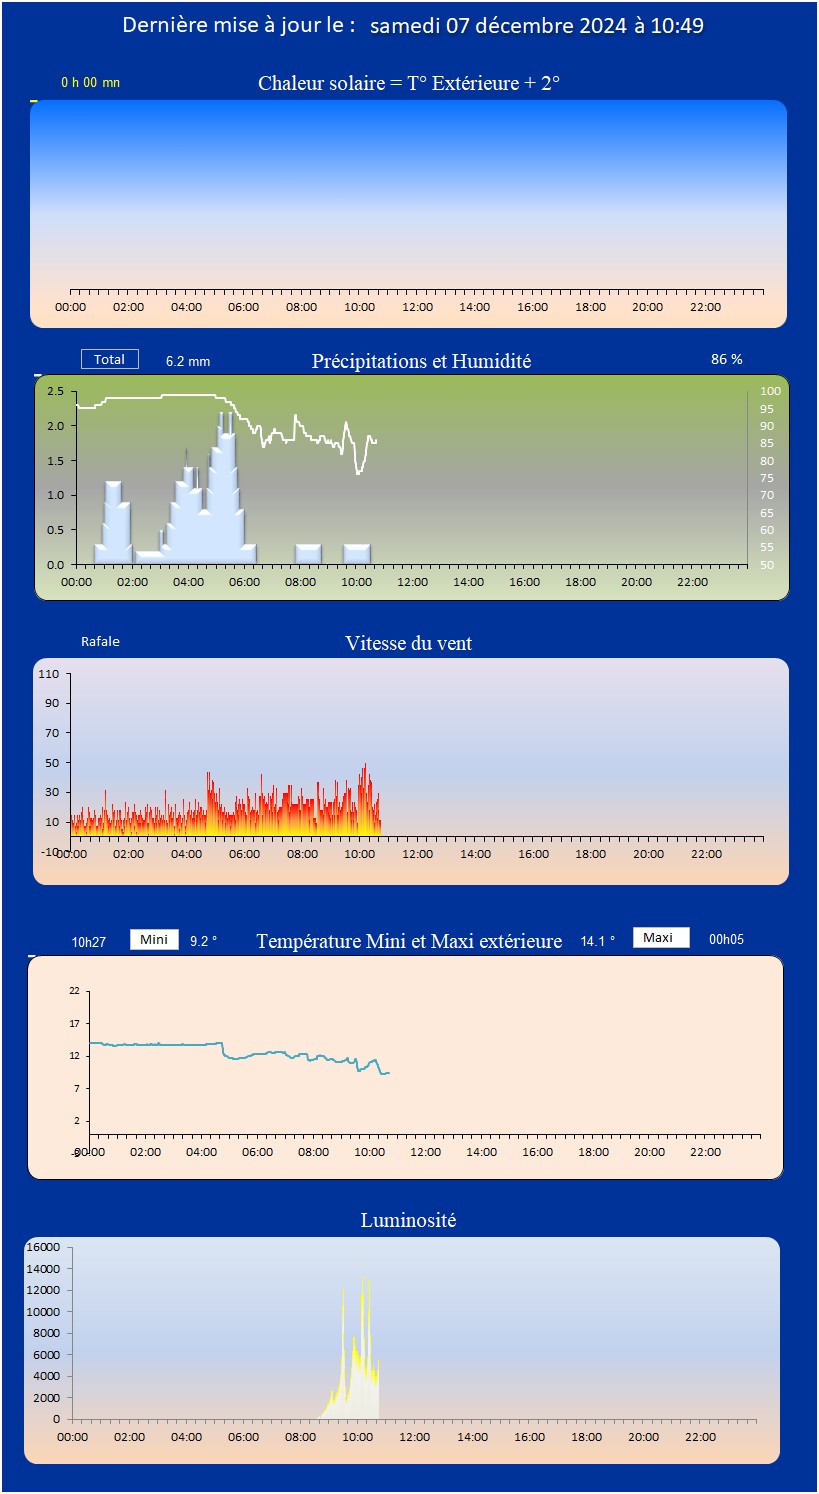 Dernière mise à jour le : samedi 07 décembre 2024 à 10:49
0 h 00 mn Chaleur solaire = T° Extérieure + 2°
00:00 02:00 04:00 06:00 08:00 10:00 12:00 14:00 16:00 18:00 20:00 22:00
Total 6.2 mm Précipitations et Humidité 86 %
2.5 100
95
2.0 90
85
1.5 80
75
1.0 70
65
0.5 60
55
0.0 50
00:00 02:00 04:00 06:00 08:00 10:00 12:00 14:00 16:00 18:00 20:00 22:00
Rafale Vitesse du vent
110
90
70
50
30
10
-10
00:00 02:00 04:00 06:00 08:00 10:00 12:00 14:00 16:00 18:00 20:00 22:00
10h27 Mini 9.2 ° Température Mini et Maxi extérieure 14.1 ° Maxi 00h05
22
17
12
7
2
00:00 02:00 04:00 06:00 08:00 10:00 12:00 14:00 16:00 18:00 20:00 22:00
Luminosité
16000
14000
12000
10000
8000
6000
4000
2000
0
00:00 02:00 04:00 06:00 08:00 10:00 12:00 14:00 16:00 18:00 20:00 22:00